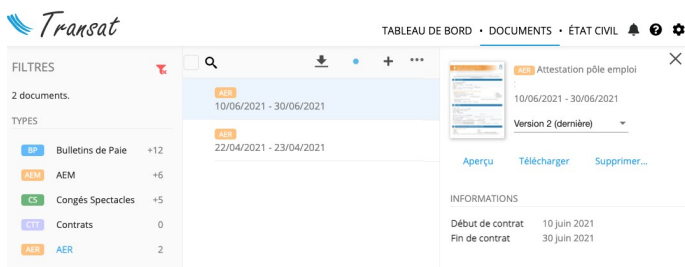 Transat
TABLEAU DE BORD • DOCUMENTS • ÉTAT CIVIL
FILTRES
2 documents.
TYPES
BP Bulletins de Paie +12
AEM AEM +6
CS Congés Spectacles +5
CTT Contrats 0
AER AER 2
AER
10/06/2021 - 30/06/2021
AER
22/04/2021 - 23/04/2021
AER Attestation pôle emploi
10/06/2021 - 30/06/2021
Version 2 (dernière)
Aperçu Télécharger Supprimer...
INFORMATIONS
Début de contrat 10 juin 2021
Fin de contrat 30 juin 2021